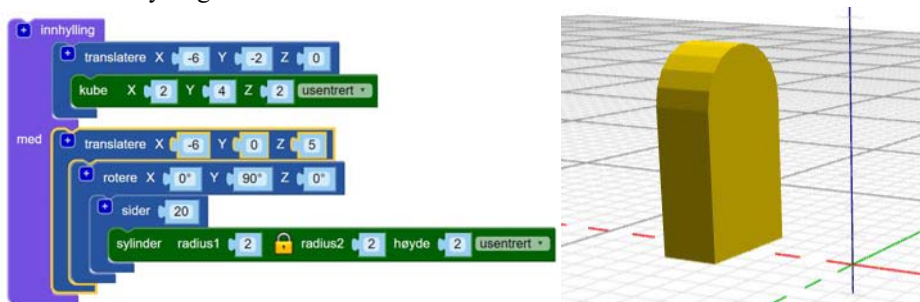 innhylling
translatere X -6 Y -2 Z 0
kube X 2 Y 4 Z 2 usentrert
med
translatere X -6 Y 0 Z 5
rotere X 0° Y 90° Z 0°
sider 20
sylinder radius1 2 radius2 2 høyde 2 usentrert